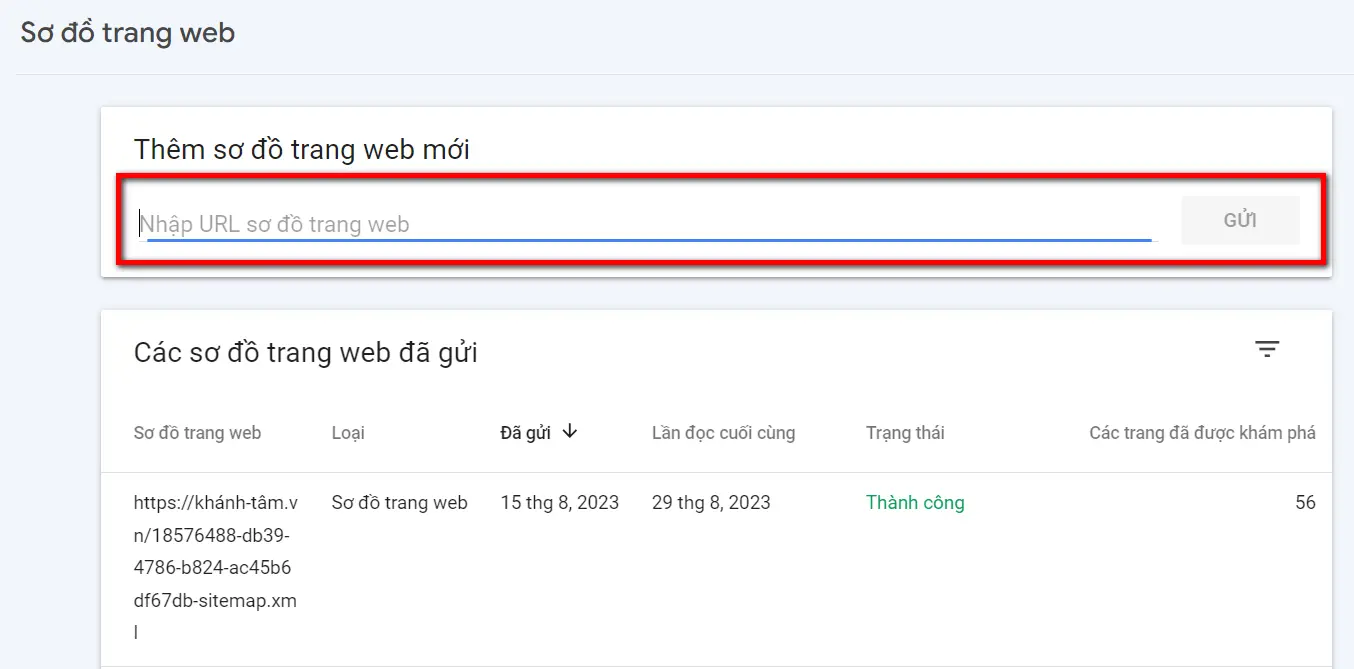 Sơ đồ trang web
Thêm sơ đồ trang web mới
Nhập URL sơ đồ trang web
GỬI
Các sơ đồ trang web đã gửi
Sơ đồ trang web Loại Đã gửi Lần đọc cuối cùng Trạng thái Các trang đã được khám phá
https://khánh-tâm.v Sơ đồ trang web 15 thg 8, 2023 29 thg 8, 2023 Thành công 56
n/18576488-db39-
4786-b824-ac45b6
df67db-sitemap.xm
l